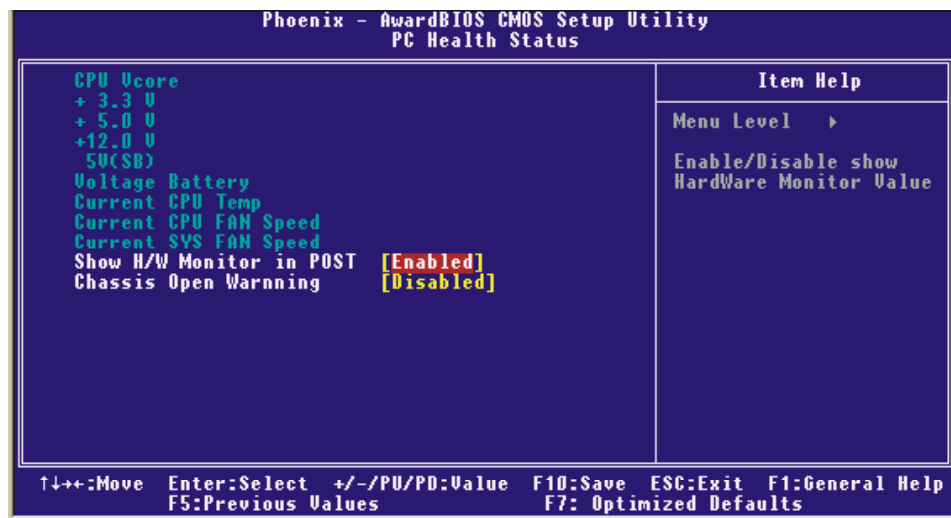 Phoenix - AwardBIOS CMOS Setup Utility
PC Health Status
CPU Vcore
+ 3.3 V
+ 5.0 V
+12.0 V
5V(SB)
Voltage Battery
Current CPU Temp
Current CPU FAN Speed
Current SYS FAN Speed
Show H/W Monitor in POST [Enabled]
Chassis Open Warnning [Disabled]
Item Help
Menu Level ▸
Enable/Disable show
HardWare Monitor Value
↑↓→←:Move Enter:Select +/-/PU/PD:Value F10:Save ESC:Exit F1:General Help
F5:Previous Values F7: Optimized Defaults